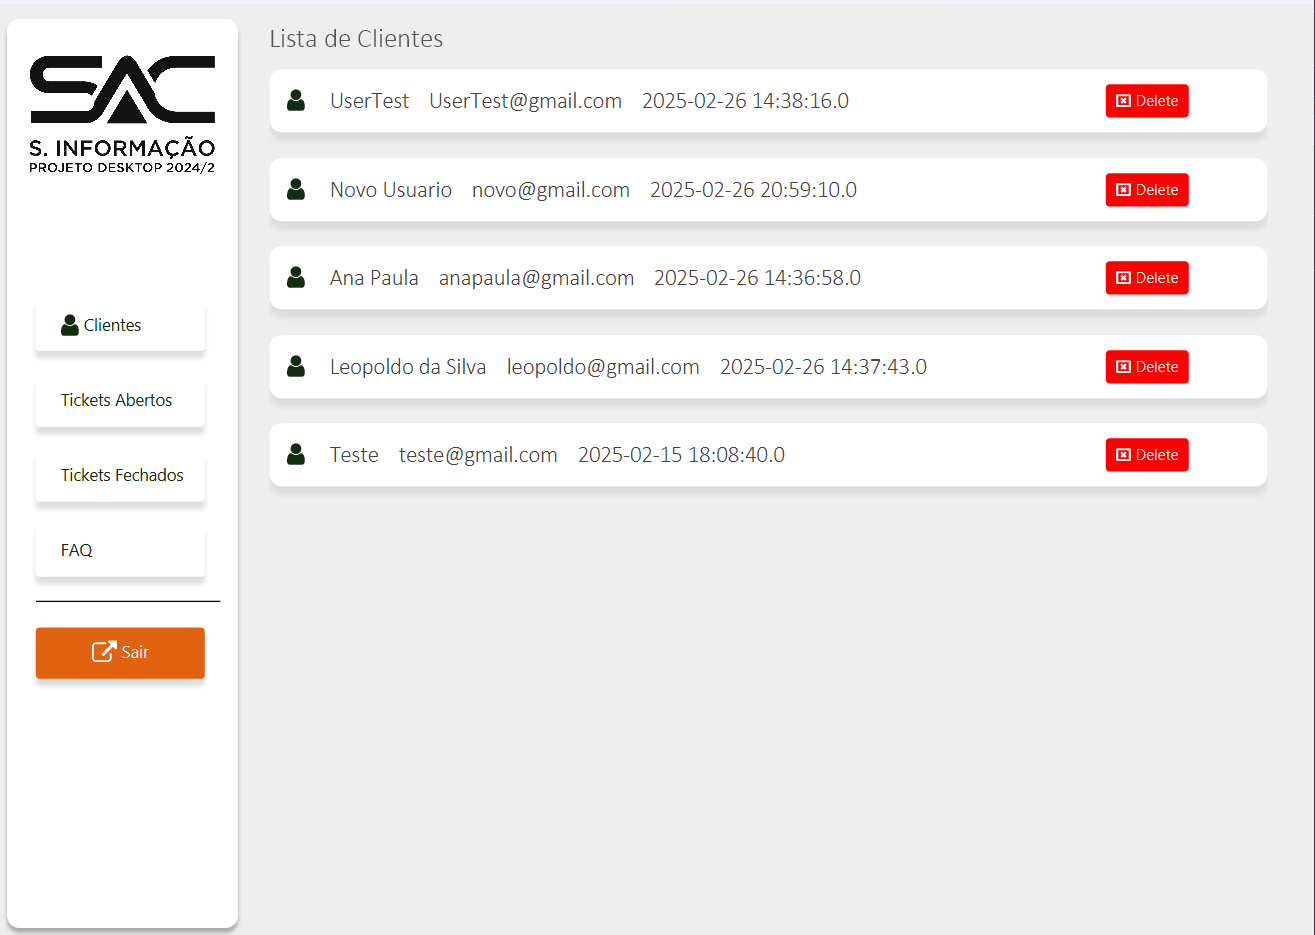 SAC
S. INFORMAÇÃO
PROJETO DESKTOP 2024/2
Clientes
Tickets Abertos
Tickets Fechados
FAQ
Sair
Lista de Clientes
UserTest UserTest@gmail.com 2025-02-26 14:38:16.0 Delete
Novo Usuario novo@gmail.com 2025-02-26 20:59:10.0 Delete
Ana Paula anapaula@gmail.com 2025-02-26 14:36:58.0 Delete
Leopoldo da Silva leopoldo@gmail.com 2025-02-26 14:37:43.0 Delete
Teste teste@gmail.com 2025-02-15 18:08:40.0 Delete